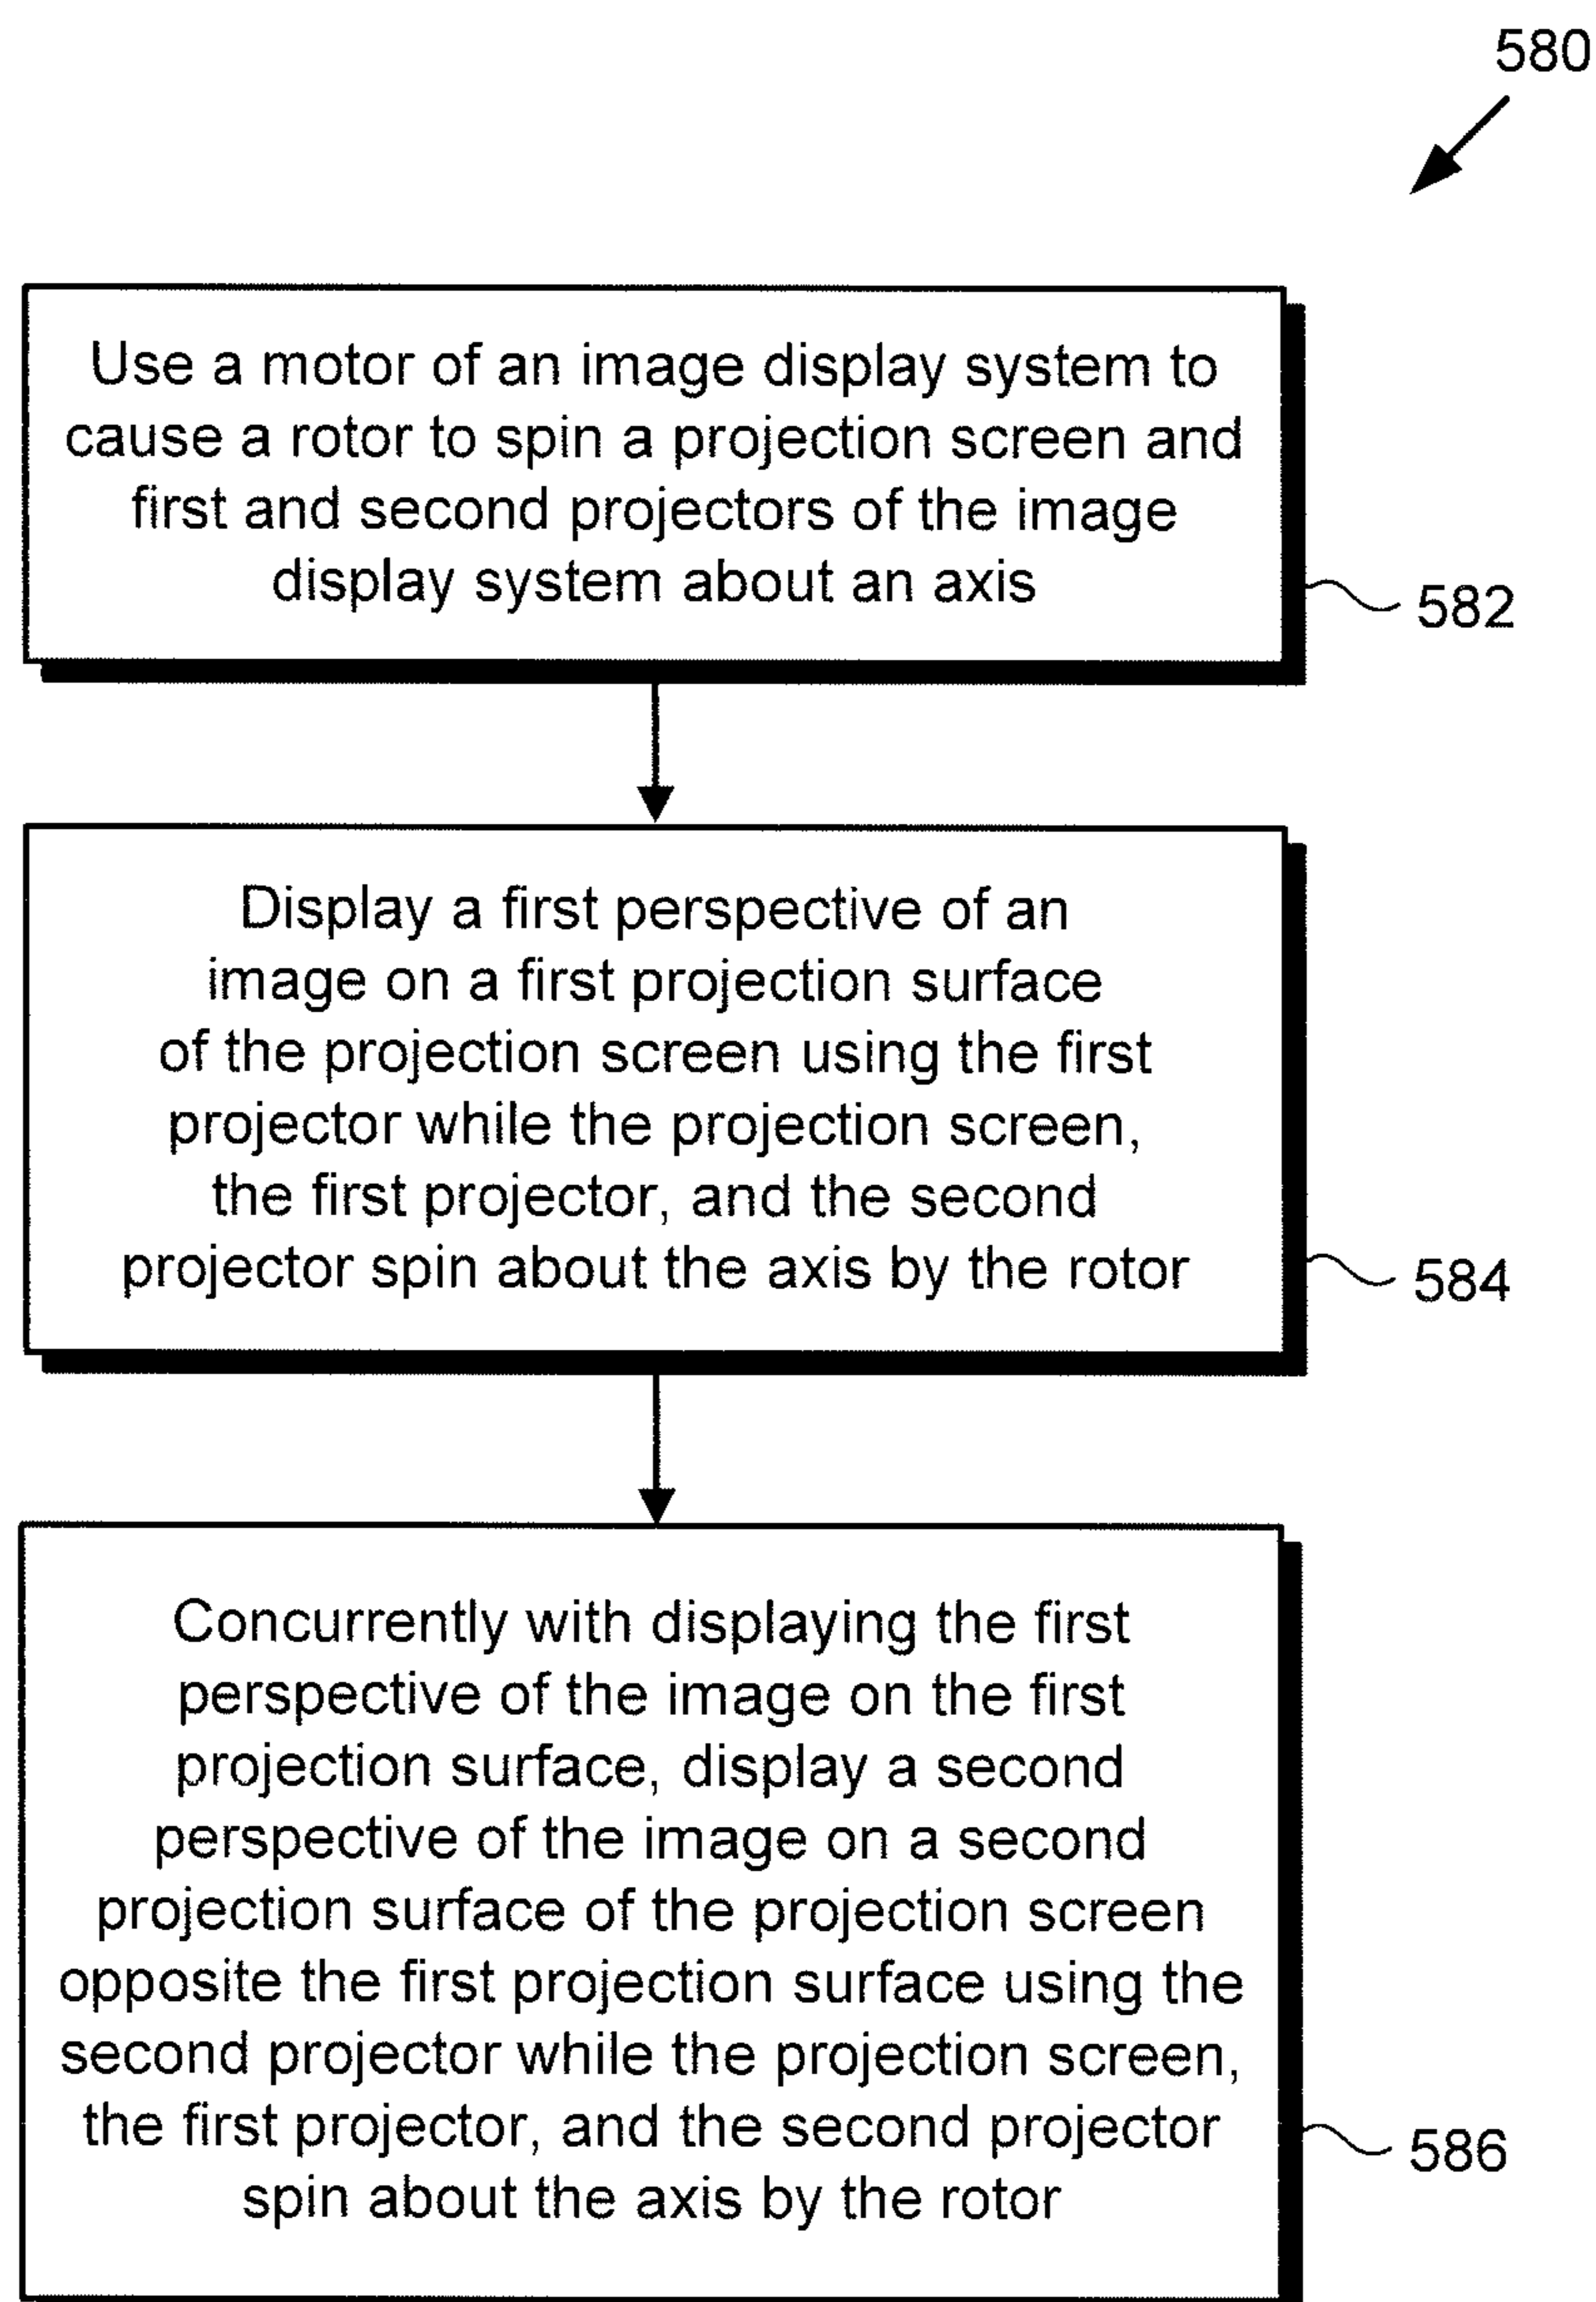 580
Use a motor of an image display system to
cause a rotor to spin a projection screen and
first and second projectors of the image
display system about an axis
582
Display a first perspective of an
image on a first projection surface
of the projection screen using the first
projector while the projection screen,
the first projector, and the second
projector spin about the axis by the rotor
584
Concurrently with displaying the first
perspective of the image on the first
projection surface, display a second
perspective of the image on a second
projection surface of the projection screen
opposite the first projection surface using the
second projector while the projection screen,
the first projector, and the second projector
spin about the axis by the rotor
586